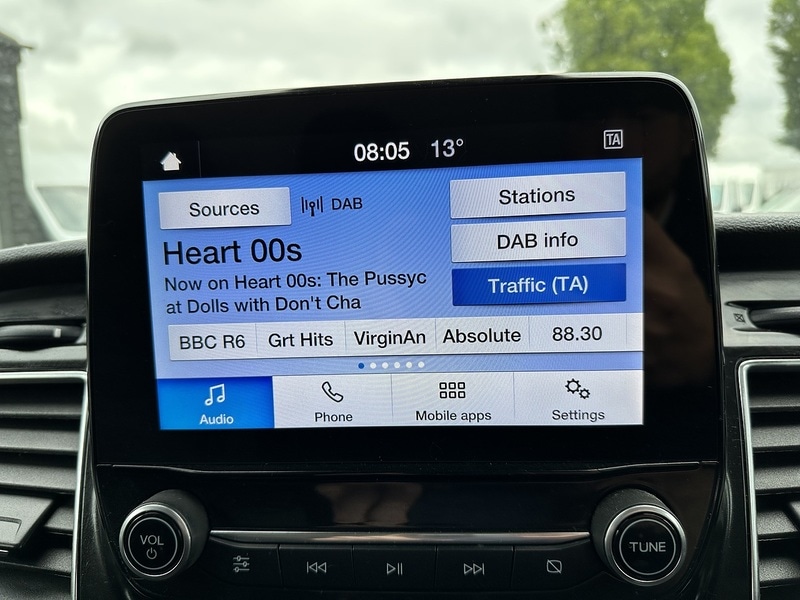 08:05 13° TA
Sources DAB Stations
Heart 00s DAB info
Now on Heart 00s: The Pussyc
at Dolls with Don't Cha
Traffic (TA)
BBC R6 Grt Hits VirginAn Absolute 88.30
Audio Phone Mobile apps Settings
VOL TUNE